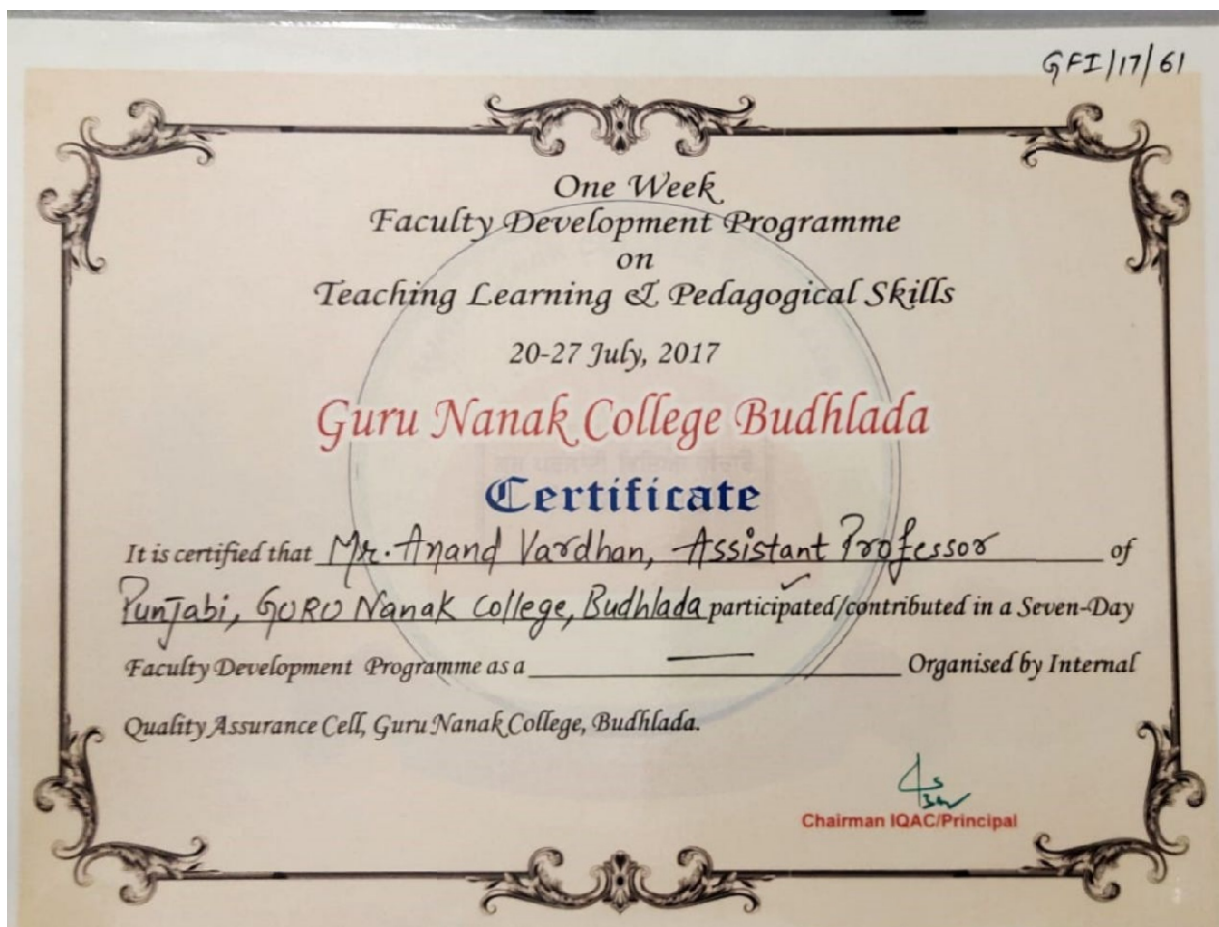 GFI/17/61
One Week
Faculty Development Programme
on
Teaching Learning & Pedagogical Skills
20-27 July, 2017
Guru Nanak College Budhlada
Certificate
It is certified that Mr. Anand Vardhan, Assistant Professor of
Punjabi, GURU Nanak College, Budhlada participated/contributed in a Seven-Day
Faculty Development Programme as a — Organised by Internal
Quality Assurance Cell, Guru Nanak College, Budhlada.
Chairman IQAC/Principal